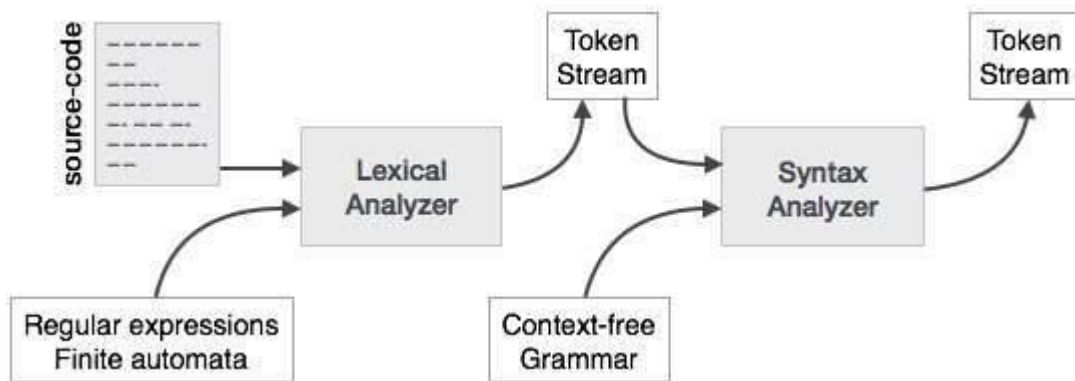 source-code
Token
Stream
Token
Stream
Lexical
Analyzer
Syntax
Analyzer
Regular expressions
Finite automata
Context-free
Grammar